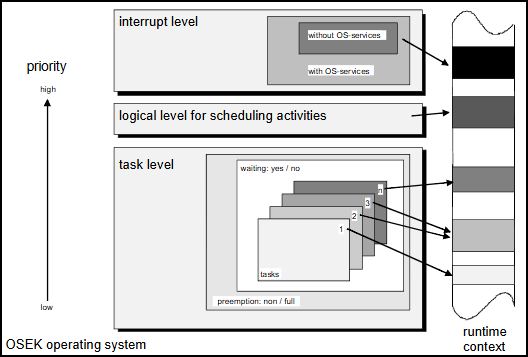 interrupt level
without OS-services
with OS-services
priority
high
logical level for scheduling activities
task level
waiting: yes / no
n
3
2
1
tasks
preemption: non / full
low
OSEK operating system
runtime
context